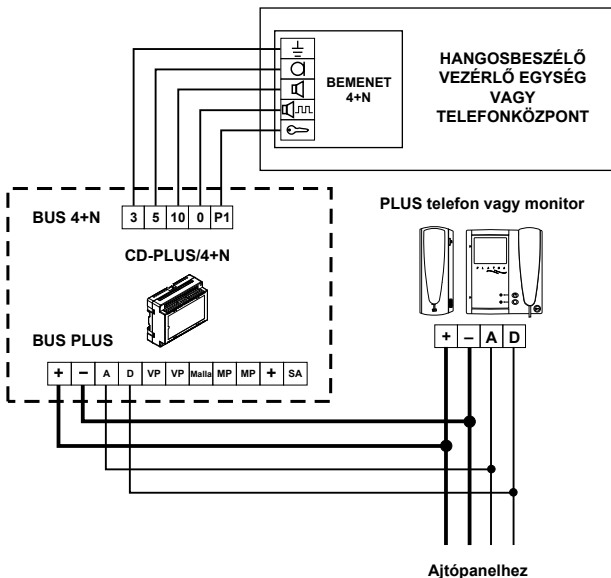 HANGOSBESZÉLŐ
VEZÉRLŐ EGYSÉG
VAGY
TELEFONKÖZPONT
BEMENET
4+N
BUS 4+N
3 5 10 0 P1
CD-PLUS/4+N
PLUS telefon vagy monitor
BUS PLUS
+ – A D VP VP Malla MP MP + SA
+ – A D
Ajtópanelhez